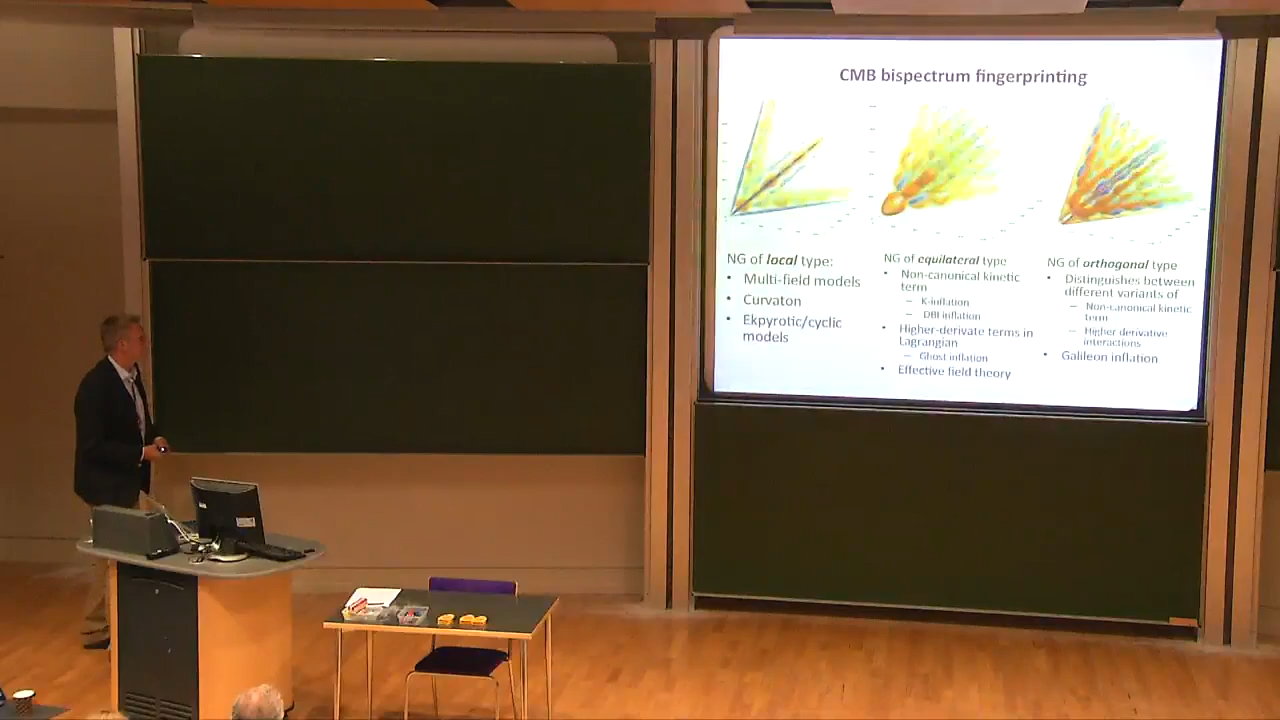 CMB bispectrum fingerprinting
NG of local type:
• Multi-field models
• Curvaton
• Ekpyrotic/cyclic
models
NG of equilateral type
• Non-canonical kinetic
term
– K-inflation
– DBI inflation
• Higher-derivate terms in
Lagrangian
– Ghost inflation
• Effective field theory
NG of orthogonal type
• Distinguishes between
different variants of
– Non-canonical kinetic
term
– Higher derivative
interactions
• Galileon inflation